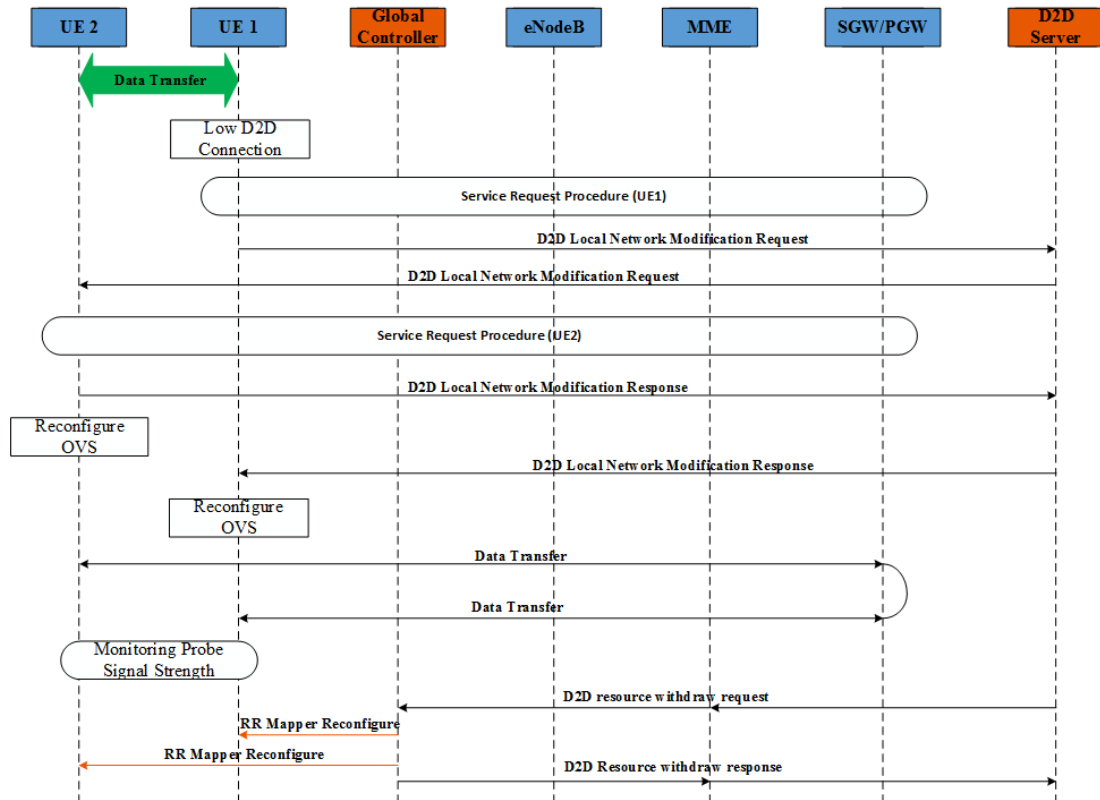 UE 2
UE 1
Global
Controller
eNodeB
MME
SGW/PGW
D2D
Server
Data Transfer
Low D2D
Connection
Service Request Procedure (UE1)
D2D Local Network Modification Request
D2D Local Network Modification Request
Service Request Procedure (UE2)
D2D Local Network Modification Response
Reconfigure
OVS
D2D Local Network Modification Response
Reconfigure
OVS
Data Transfer
Data Transfer
Monitoring Probe
Signal Strength
D2D resource withdraw request
RR Mapper Reconfigure
RR Mapper Reconfigure
D2D Resource withdraw response